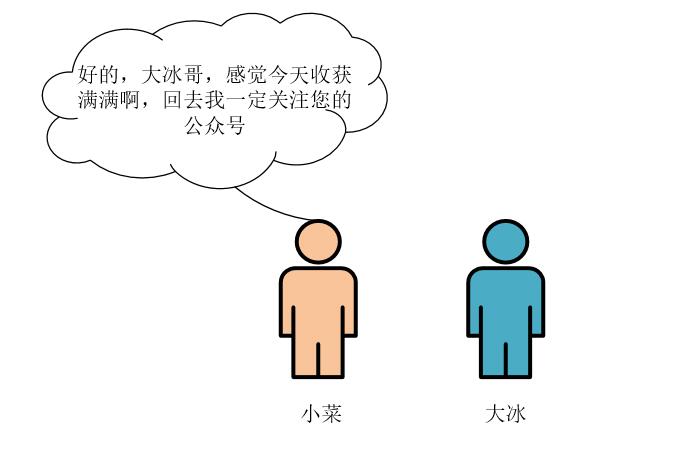 好的，大冰哥，感觉今天收获
满满啊，回去我一定关注您的
公众号
小菜
大冰